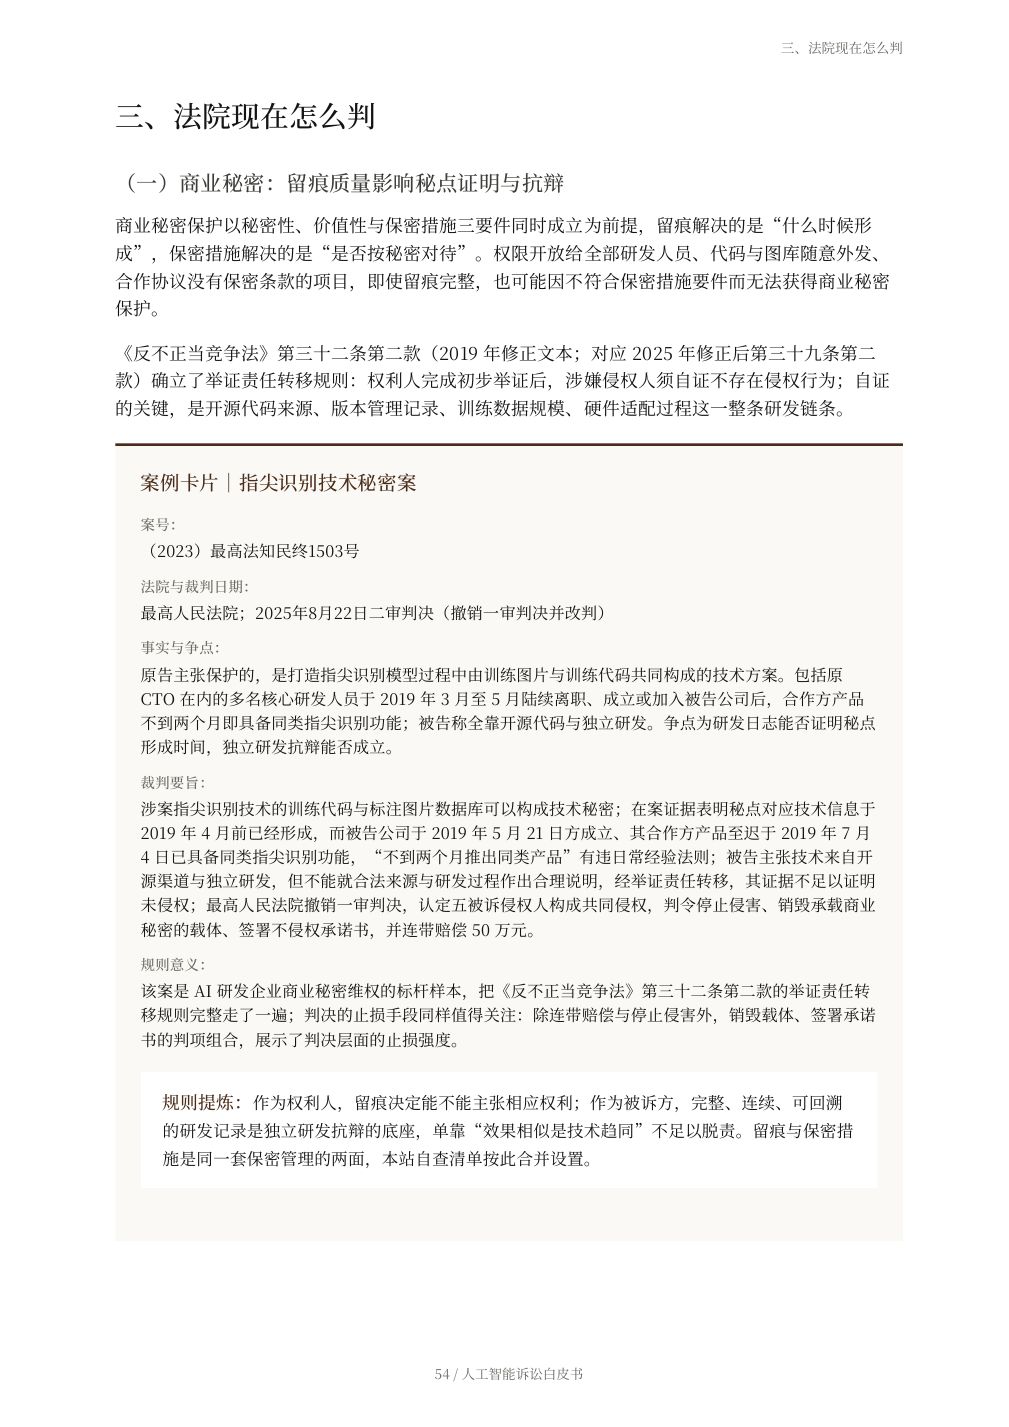 三、法院现在怎么判
三、法院现在怎么判
（一）商业秘密：留痕质量影响秘点证明与抗辩
商业秘密保护以秘密性、价值性与保密措施三要件同时成立为前提，留痕解决的是“什么时候形
成”，保密措施解决的是“是否按秘密对待”。权限开放给全部研发人员、代码与图库随意外发、
合作协议没有保密条款的项目，即使留痕完整，也可能因不符合保密措施要件而无法获得商业秘密
保护。
《反不正当竞争法》第三十二条第二款（2019 年修正文本；对应 2025 年修正后第三十九条第二
款）确立了举证责任转移规则：权利人完成初步举证后，涉嫌侵权人须自证不存在侵权行为；自证
的关键，是开源代码来源、版本管理记录、训练数据规模、硬件适配过程这一整条研发链条。
案例卡片｜指尖识别技术秘密案
案号：
（2023）最高法知民终1503号
法院与裁判日期：
最高人民法院；2025年8月22日二审判决（撤销一审判决并改判）
事实与争点：
原告主张保护的，是打造指尖识别模型过程中由训练图片与训练代码共同构成的技术方案。包括原
CTO 在内的多名核心研发人员于 2019 年 3 月至 5 月陆续离职、成立或加入被告公司后，合作方产品
不到两个月即具备同类指尖识别功能；被告称全靠开源代码与独立研发。争点为研发日志能否证明秘点
形成时间，独立研发抗辩能否成立。
裁判要旨：
涉案指尖识别技术的训练代码与标注图片数据库可以构成技术秘密；在案证据表明秘点对应技术信息于
2019 年 4 月前已经形成，而被告公司于 2019 年 5 月 21 日方成立、其合作方产品至迟于 2019 年 7 月
4 日已具备同类指尖识别功能，“不到两个月推出同类产品”有违日常经验法则；被告主张技术来自开
源渠道与独立研发，但不能就合法来源与研发过程作出合理说明，经举证责任转移，其证据不足以证明
未侵权；最高人民法院撤销一审判决，认定五被诉侵权人构成共同侵权，判令停止侵害、销毁承载商业
秘密的载体、签署不侵权承诺书，并连带赔偿 50 万元。
规则意义：
该案是 AI 研发企业商业秘密维权的标杆样本，把《反不正当竞争法》第三十二条第二款的举证责任转
移规则完整走了一遍；判决的止损手段同样值得关注：除连带赔偿与停止侵害外，销毁载体、签署承诺
书的判项组合，展示了判决层面的止损强度。
规则提炼：作为权利人，留痕决定能不能主张相应权利；作为被诉方，完整、连续、可回溯
的研发记录是独立研发抗辩的底座，单靠“效果相似是技术趋同”不足以脱责。留痕与保密措
施是同一套保密管理的两面，本站自查清单按此合并设置。
54 / 人工智能诉讼白皮书